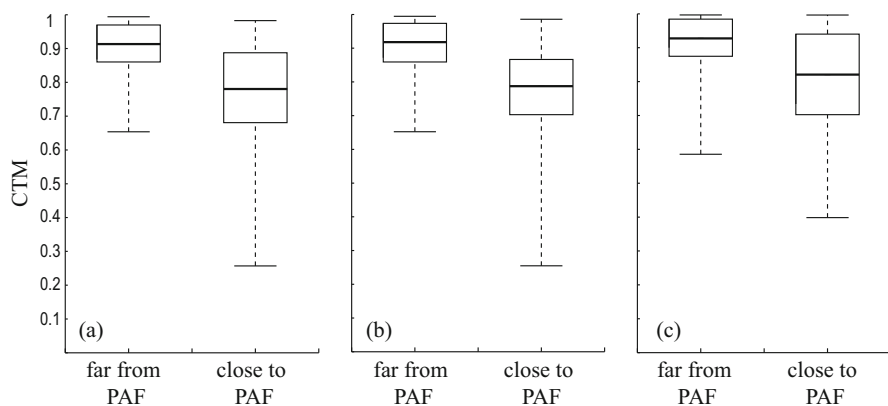 1
0.9
0.8
0.7
0.6
0.5
0.4
0.3
0.2
0.1
CTM
(a)
(b)
(c)
far from PAF
close to PAF
far from PAF
close to PAF
far from PAF
close to PAF